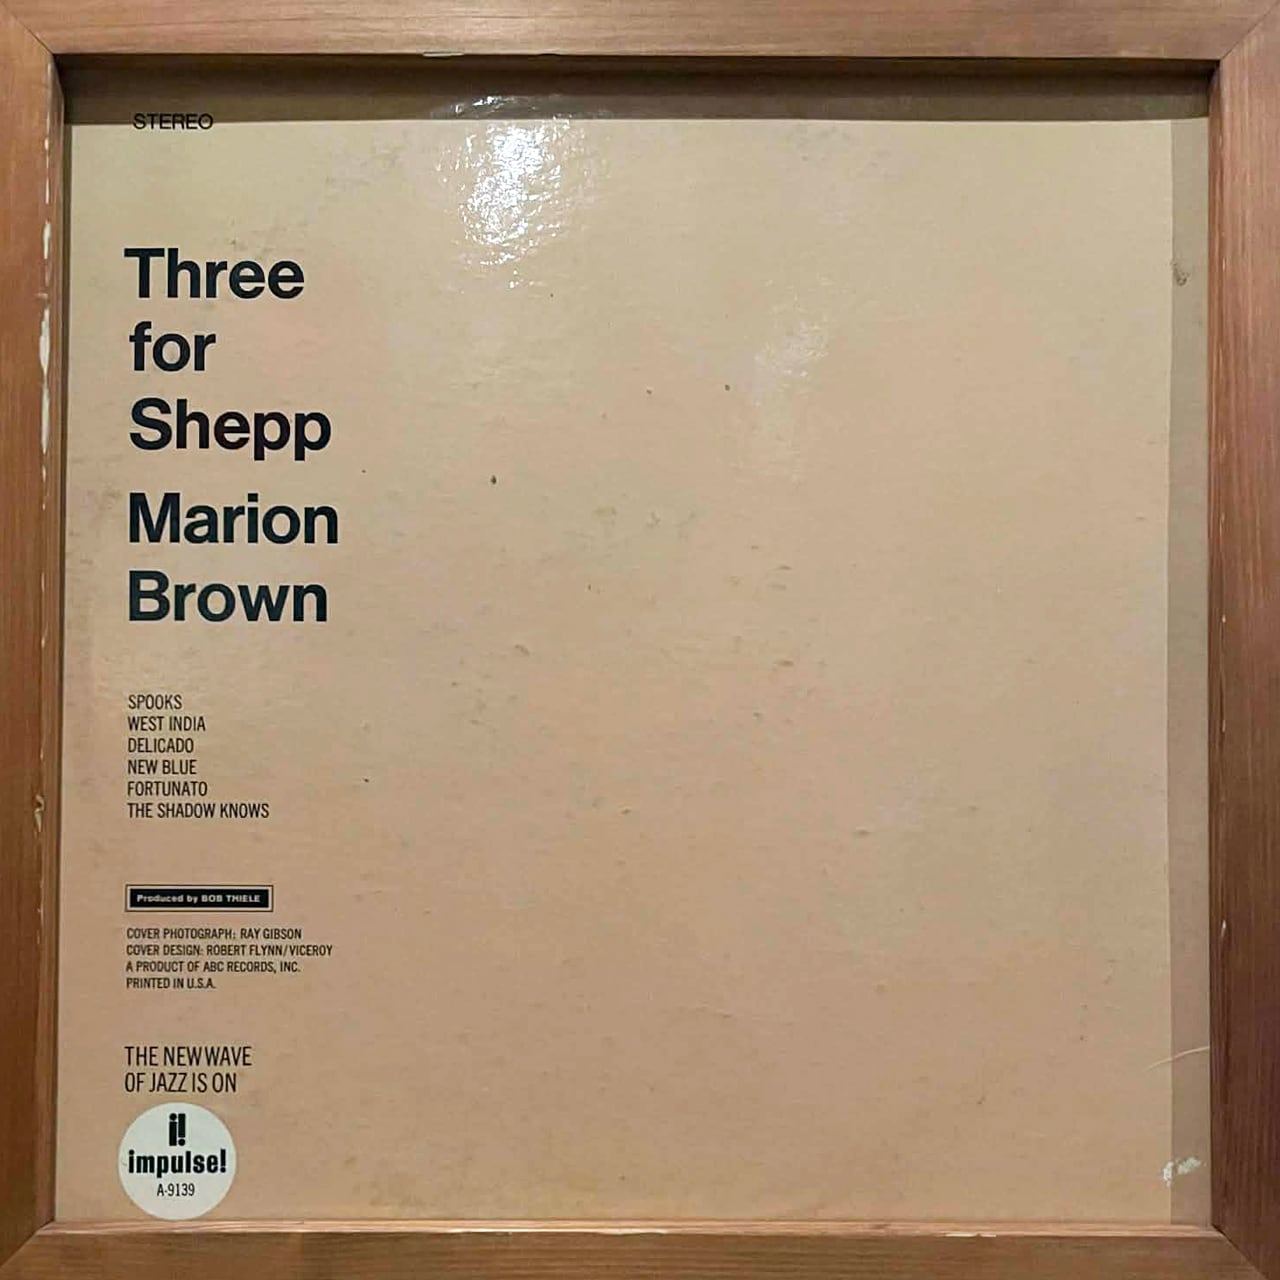 STEREO
Three
for
Shepp
Marion
Brown
SPOOKS
WEST INDIA
DELICADO
NEW BLUE
FORTUNATO
THE SHADOW KNOWS
Produced by BOB THIELE
COVER PHOTOGRAPH: RAY GIBSON
COVER DESIGN: ROBERT FLYNN/VICEROY
A PRODUCT OF ABC RECORDS, INC.
PRINTED IN U.S.A.
THE NEW WAVE
OF JAZZ IS ON
i!
impulse!
A-9139